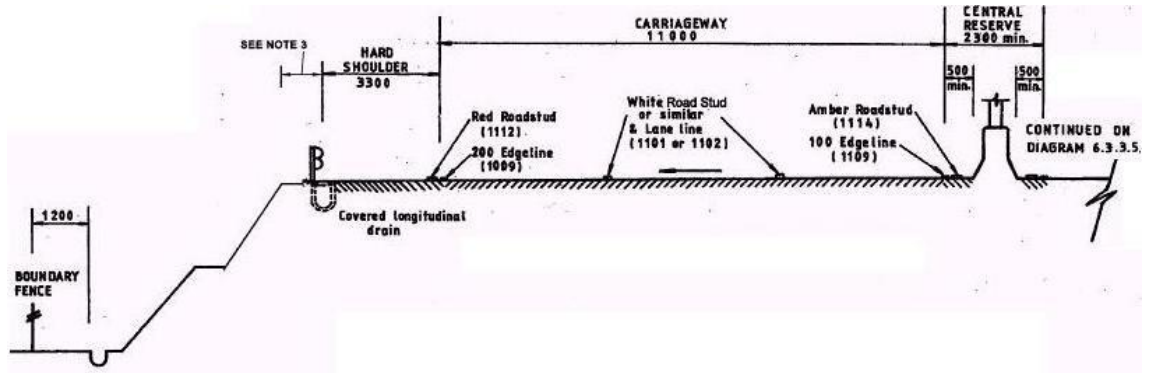 CENTRAL
RESERVE
2300 min.
CARRIAGEWAY
11000
SEE NOTE 3
HARD
SHOULDER
3300
500
min.
500
min.
Red Roadstud
(1112)
200 Edgeline
(1009)
White Road Stud
or similar
& Lane line
(1101 or 1102)
Amber Roadstud
(1114)
100 Edgeline
(1109)
CONTINUED ON
DIAGRAM 6.3.3.5.
Covered longitudinal
drain
1200
BOUNDARY
FENCE